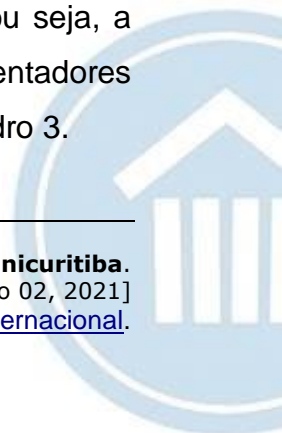 ou seja, a
entadores
dro 3.
nicuritiba.
o 02, 2021]
ernacional.